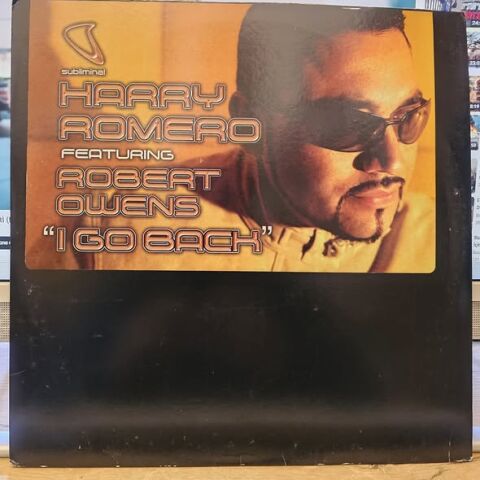 subliminal
HARRY
ROMERO
FEATURING
ROBERT
OWENS
"I GO BACK"